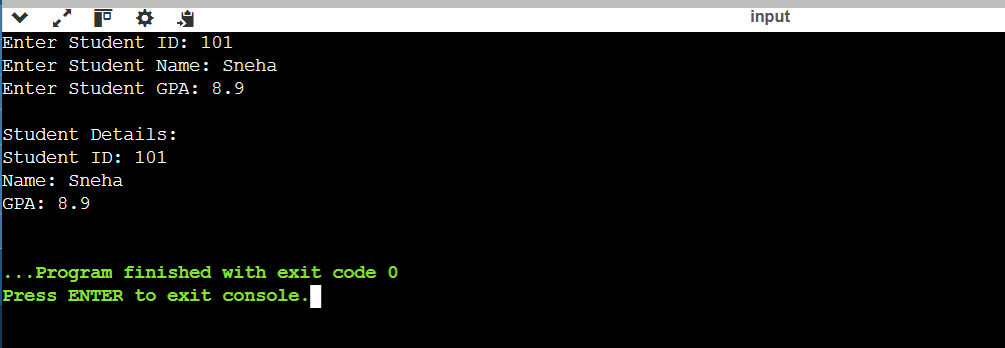 input
Enter Student ID: 101
Enter Student Name: Sneha
Enter Student GPA: 8.9
Student Details:
Student ID: 101
Name: Sneha
GPA: 8.9
...Program finished with exit code 0
Press ENTER to exit console.